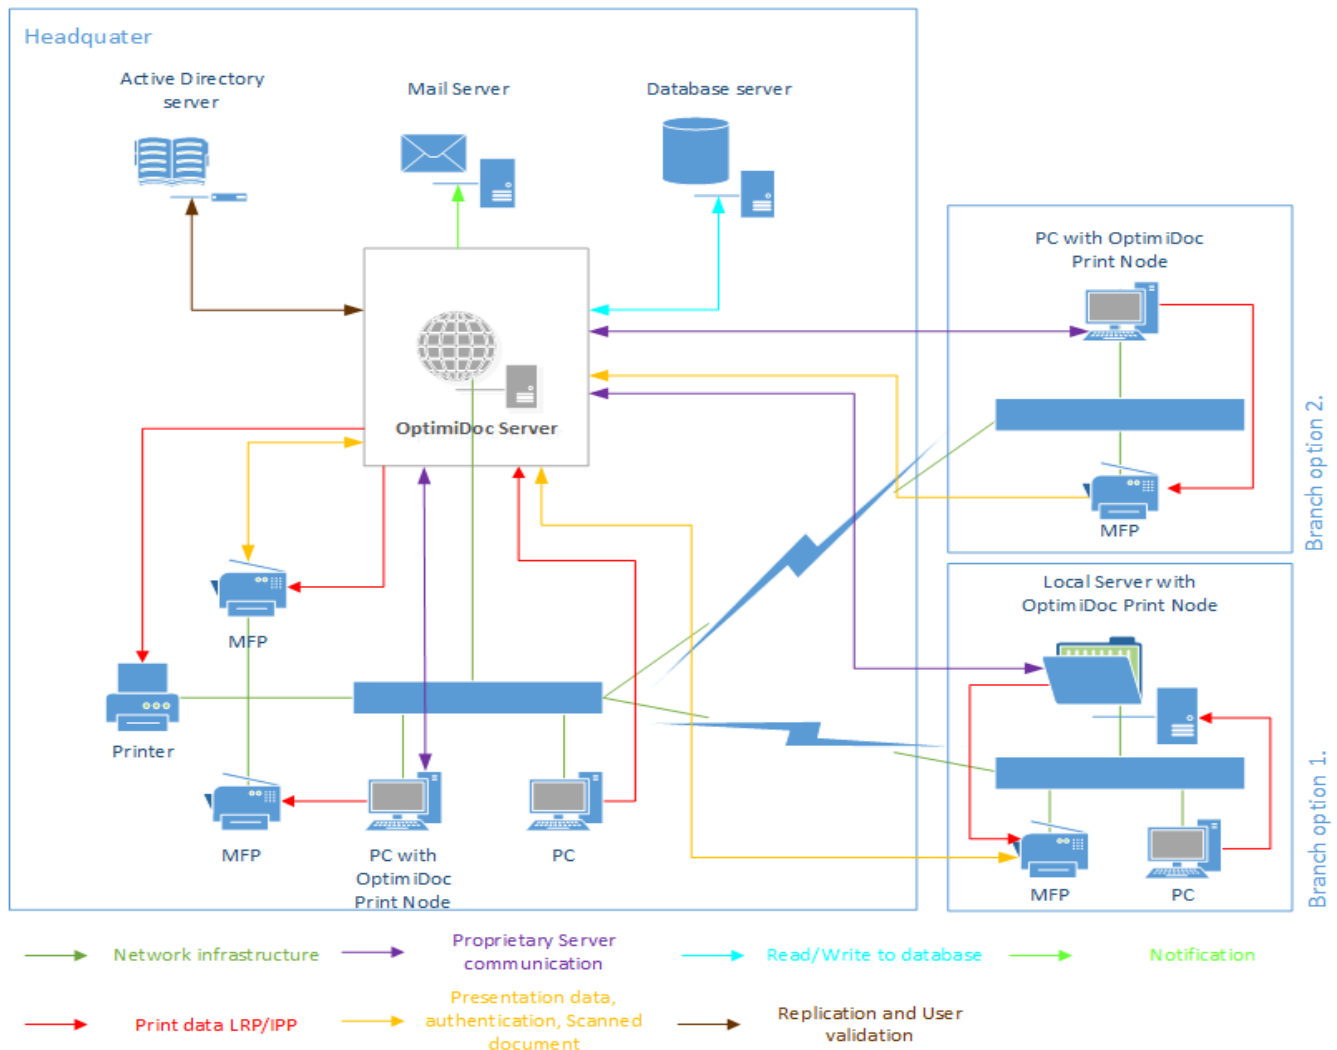 Headquater
Active Directory
server
Mail Server
Database server
OptimiDoc Server
MFP
Printer
MFP
PC with
OptimiDoc
Print Node
PC
PC with OptimiDoc
Print Node
MFP
Branch option 2.
Local Server with
OptimiDoc Print Node
MFP
PC
Branch option 1.
Network infrastructure
Proprietary Server
communication
Read/Write to database
Notification
Print data LRP/IPP
Presentation data,
authentication, Scanned
document
Replication and User
validation